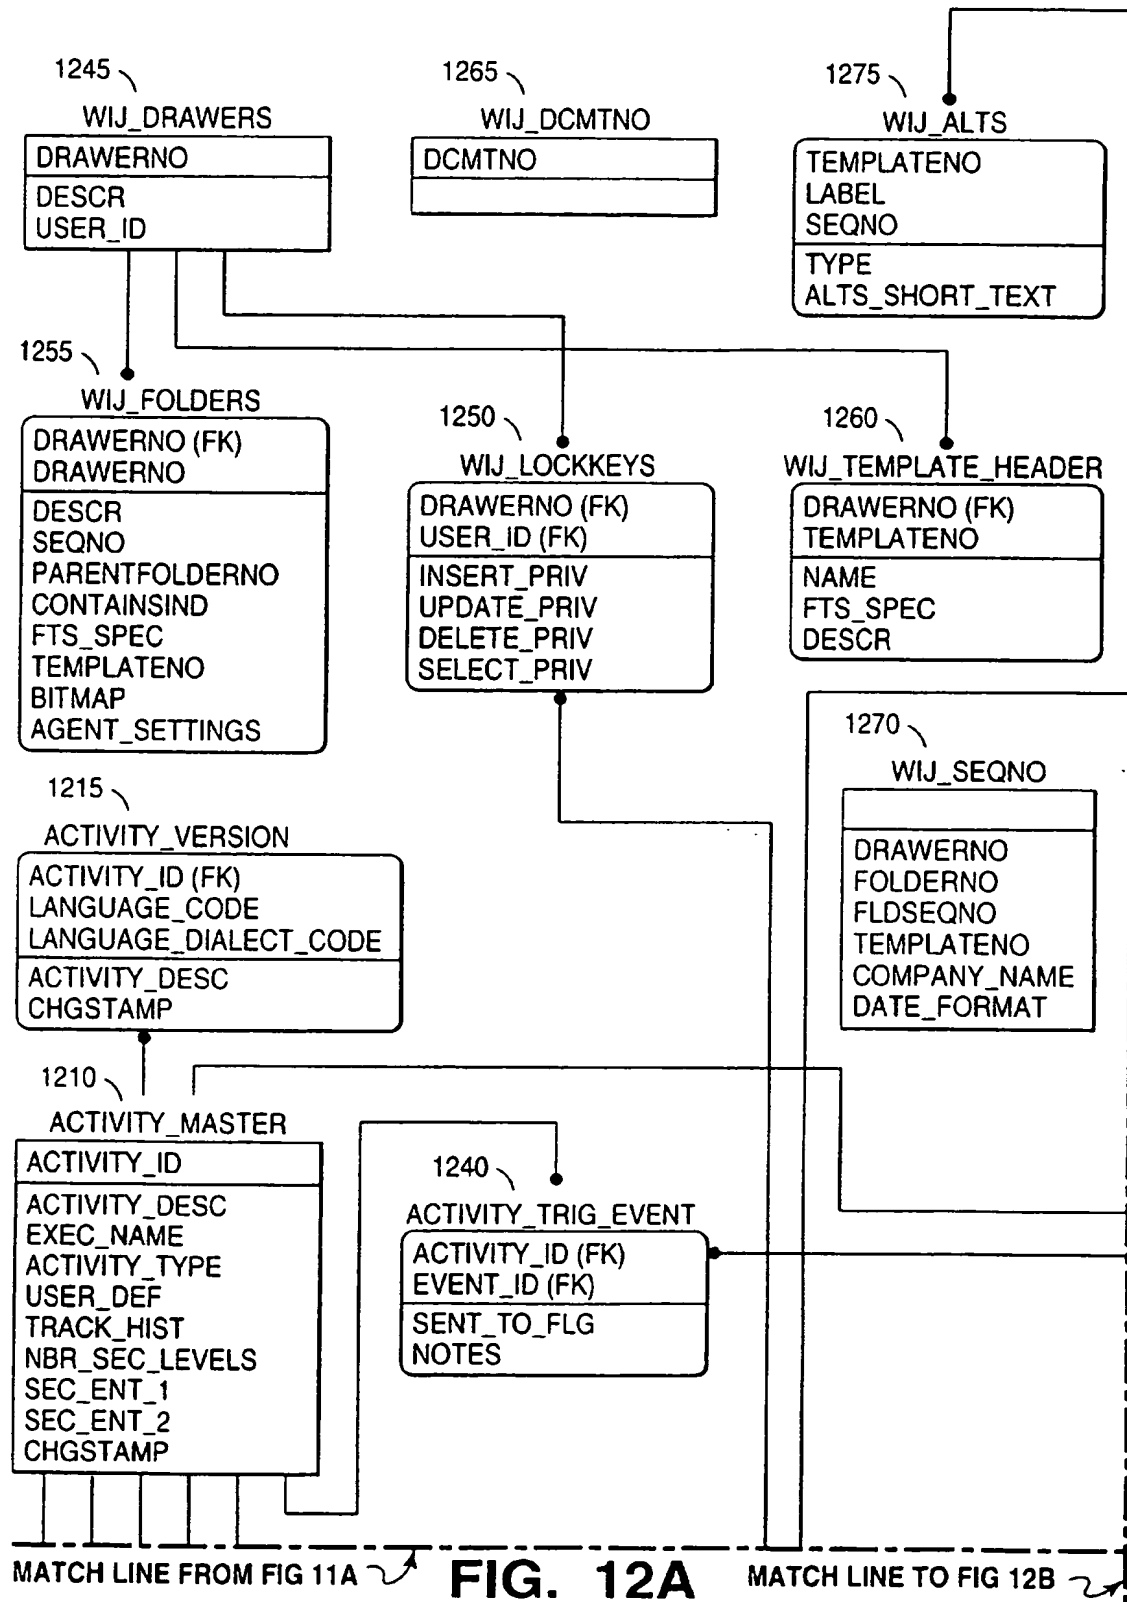 1245
WIJ_DRAWERS
DRAWERNO
DESCR
USER_ID
1265
WIJ_DCMTNO
DCMTNO
1275
WIJ_ALTS
TEMPLATENO
LABEL
SEQNO
TYPE
ALTS_SHORT_TEXT
1255
WIJ_FOLDERS
DRAWERNO (FK)
DRAWERNO
DESCR
SEQNO
PARENTFOLDERNO
CONTAINSIND
FTS_SPEC
TEMPLATENO
BITMAP
AGENT_SETTINGS
1250
WIJ_LOCKKEYS
DRAWERNO (FK)
USER_ID (FK)
INSERT_PRIV
UPDATE_PRIV
DELETE_PRIV
SELECT_PRIV
1260
WIJ_TEMPLATE_HEADER
DRAWERNO (FK)
TEMPLATENO
NAME
FTS_SPEC
DESCR
1270
WIJ_SEQNO
DRAWERNO
FOLDERNO
FLDSEQNO
TEMPLATENO
COMPANY_NAME
DATE_FORMAT
1215
ACTIVITY_VERSION
ACTIVITY_ID (FK)
LANGUAGE_CODE
LANGUAGE_DIALECT_CODE
ACTIVITY_DESC
CHGSTAMP
1210
ACTIVITY_MASTER
ACTIVITY_ID
ACTIVITY_DESC
EXEC_NAME
ACTIVITY_TYPE
USER_DEF
TRACK_HIST
NBR_SEC_LEVELS
SEC_ENT_1
SEC_ENT_2
CHGSTAMP
1240
ACTIVITY_TRIG_EVENT
ACTIVITY_ID (FK)
EVENT_ID (FK)
SENT_TO_FLG
NOTES
MATCH LINE FROM FIG 11A
FIG. 12A
MATCH LINE TO FIG 12B